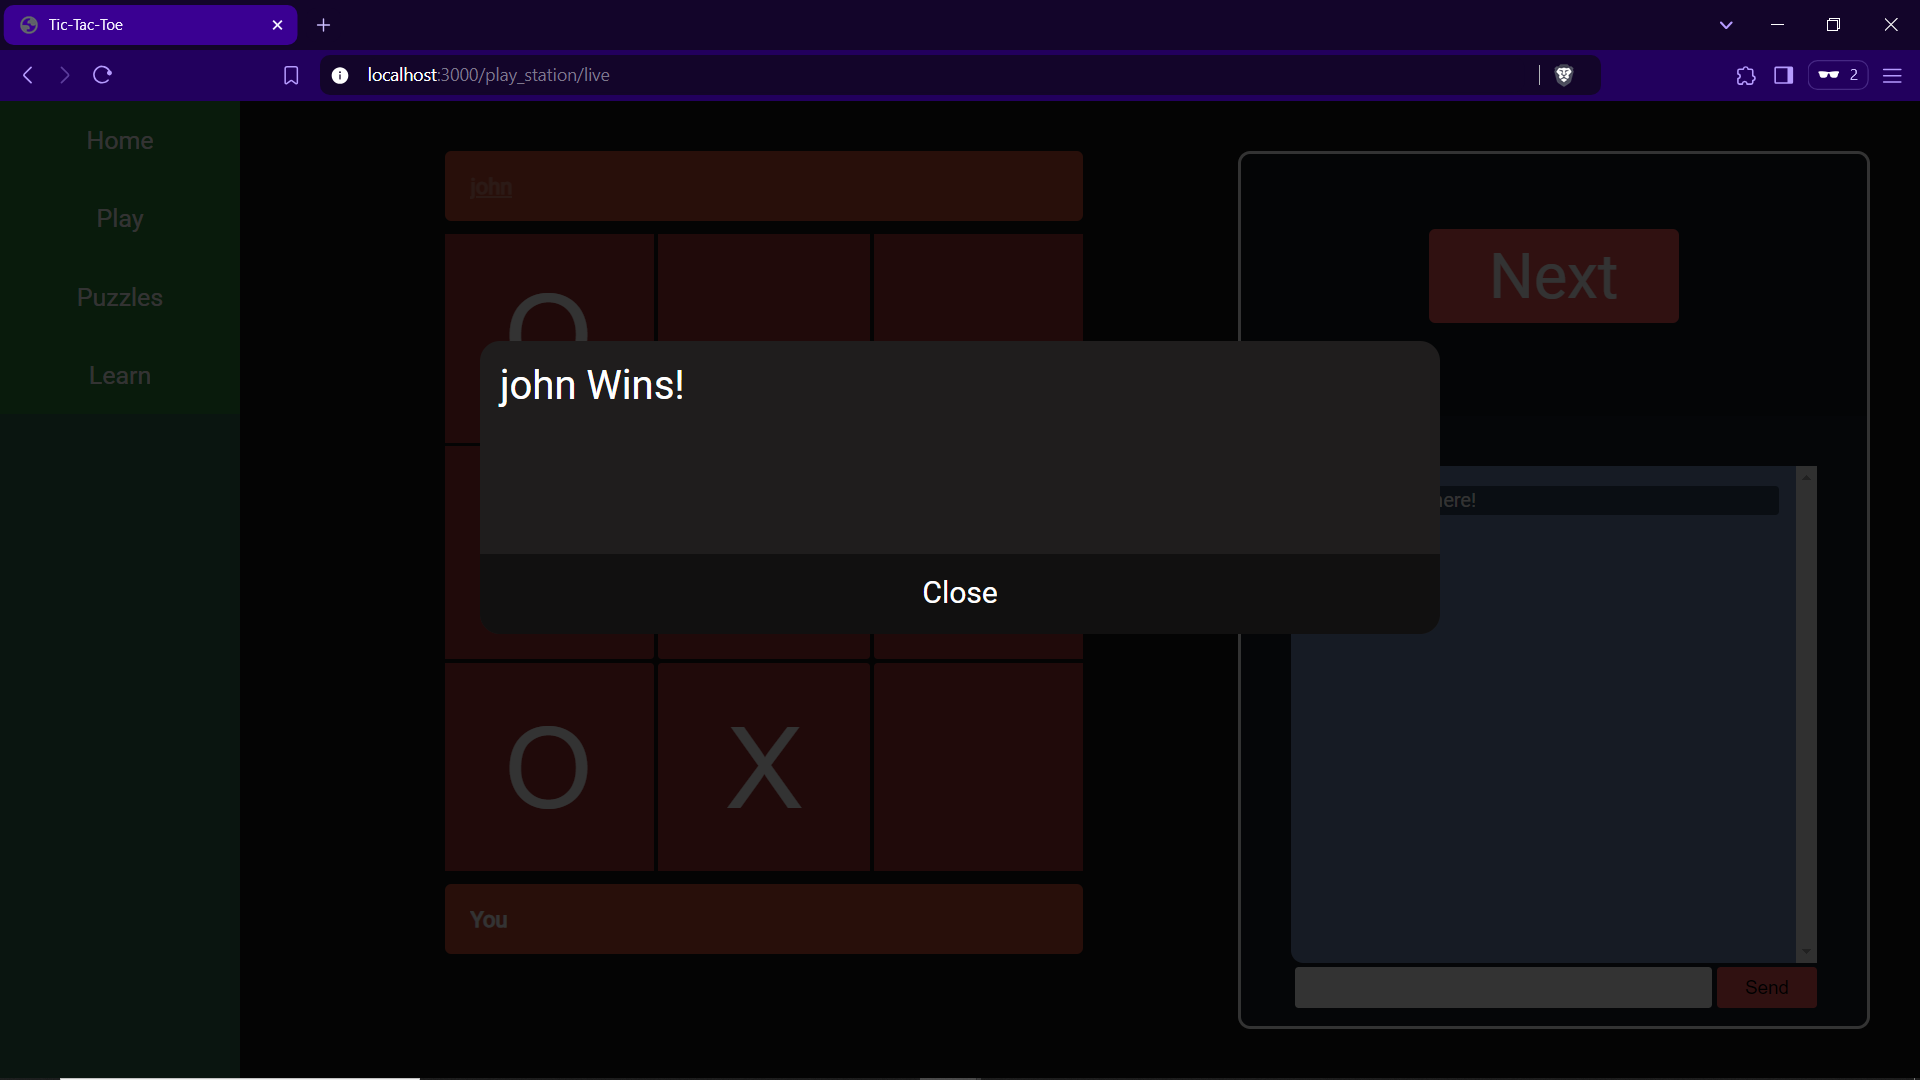 Tic-Tac-Toe
localhost:3000/play_station/live
2
Home
Play
Puzzles
Learn
john
O
Next
john Wins!
Close
O X
You
Send